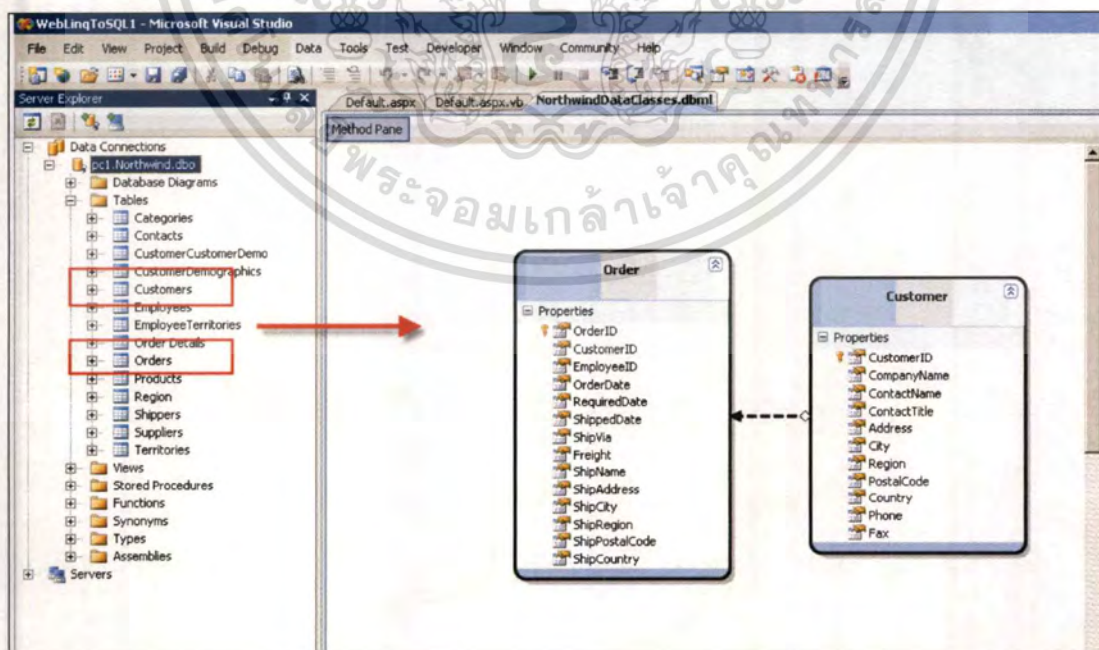 WebLinqToSQL1 - Microsoft Visual Studio
File Edit View Project Build Debug Data Tools Test Developer Window Community Help
Server Explorer
Default.aspx Default.aspx.vb NorthwindDataClasses.dbml
Method Pane
Data Connections
pc1.Northwind.dbo
Database Diagrams
Tables
Categories
Contacts
CustomerCustomerDemo
CustomerDemographics
Customers
Employees
EmployeeTerritories
Order Details
Orders
Products
Region
Shippers
Suppliers
Territories
Views
Stored Procedures
Functions
Synonyms
Types
Assemblies
Servers
พระจอมเกล้าเจ้าคุณทหาร
Order
Properties
OrderID
CustomerID
EmployeeID
OrderDate
RequiredDate
ShippedDate
ShipVia
Freight
ShipName
ShipAddress
ShipCity
ShipRegion
ShipPostalCode
ShipCountry
Customer
Properties
CustomerID
CompanyName
ContactName
ContactTitle
Address
City
Region
PostalCode
Country
Phone
Fax